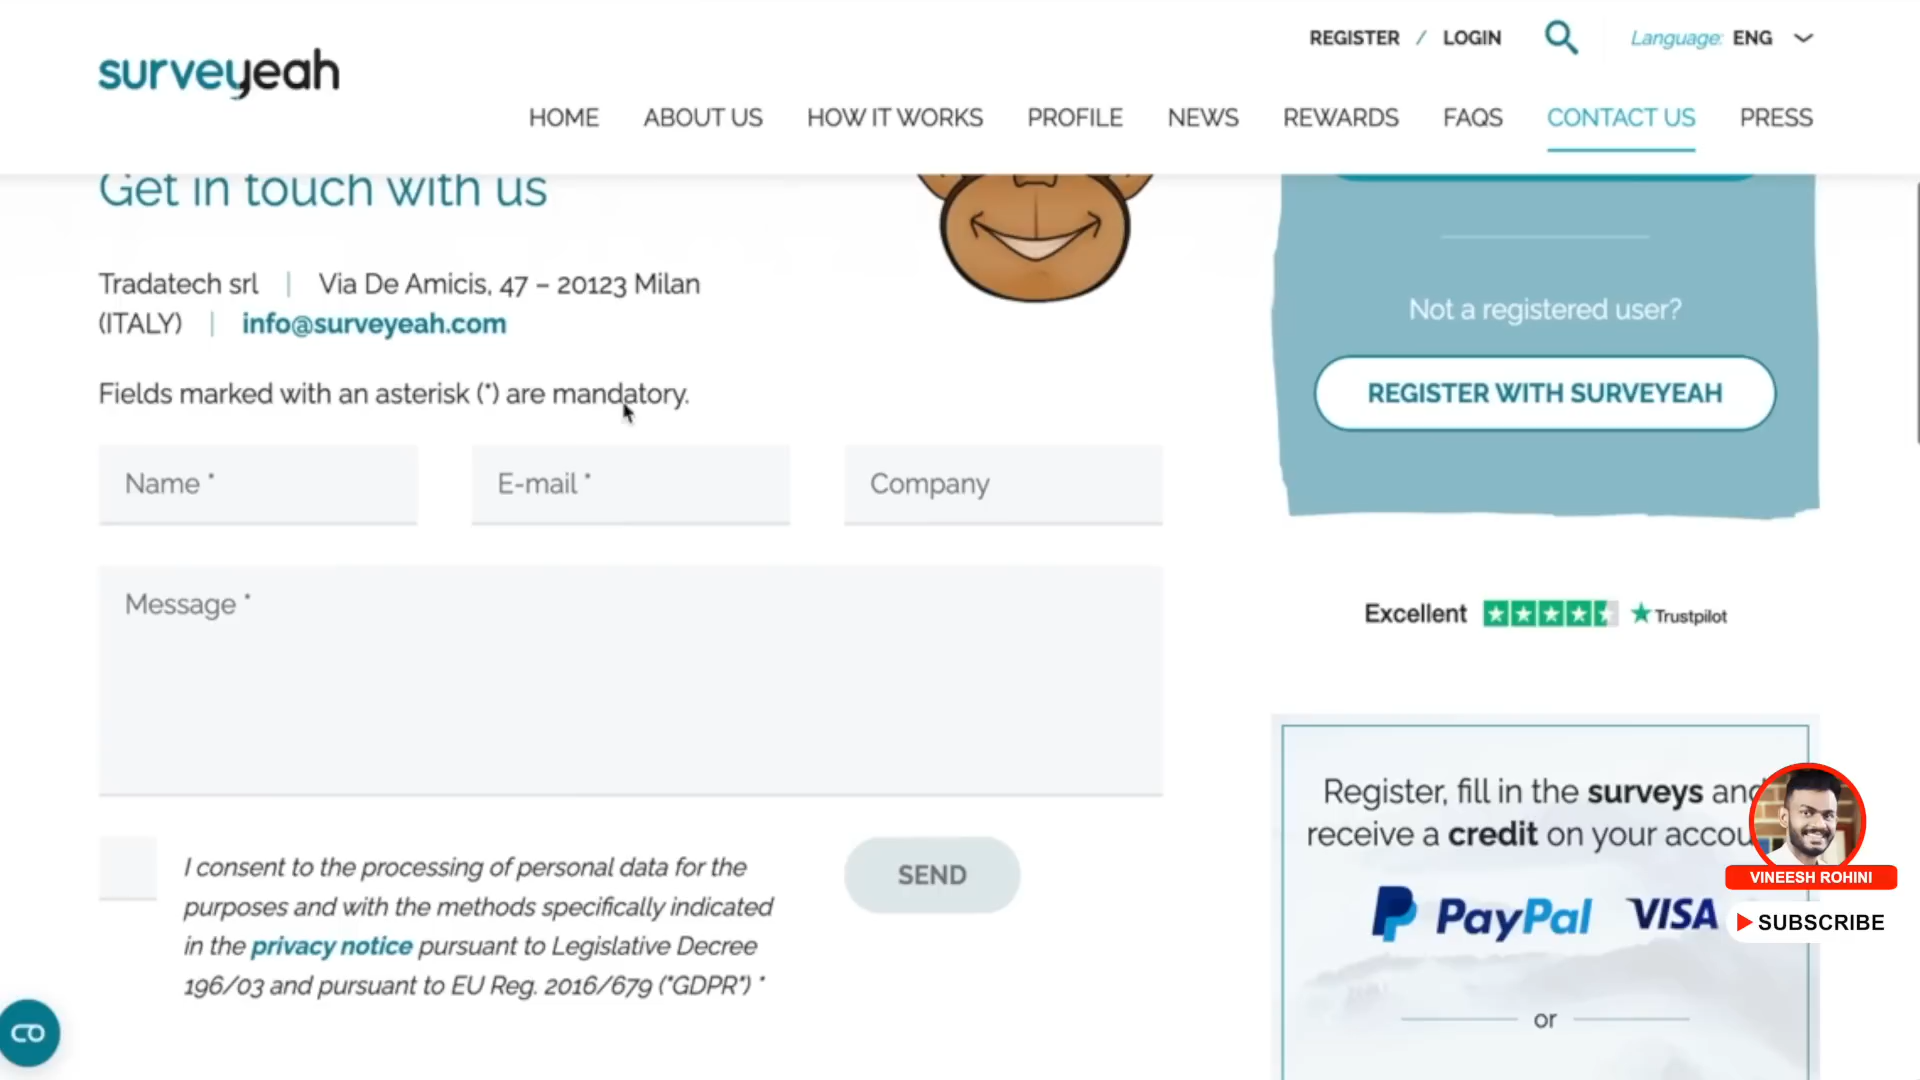 REGISTER / LOGIN
Language: ENG
surveyeah
HOME ABOUT US HOW IT WORKS PROFILE NEWS REWARDS FAQS CONTACT US PRESS
Get in touch with us
Tradatech srl | Via De Amicis, 47 – 20123 Milan
(ITALY) | info@surveyeah.com
Fields marked with an asterisk (*) are mandatory.
Name *
E-mail *
Company
Message *
I consent to the processing of personal data for the
purposes and with the methods specifically indicated
in the privacy notice pursuant to Legislative Decree
196/03 and pursuant to EU Reg. 2016/679 ("GDPR") *
SEND
Not a registered user?
REGISTER WITH SURVEYEAH
Excellent Trustpilot
Register, fill in the surveys and
receive a credit on your accou
PayPal VISA
or
VINEESH ROHINI
SUBSCRIBE